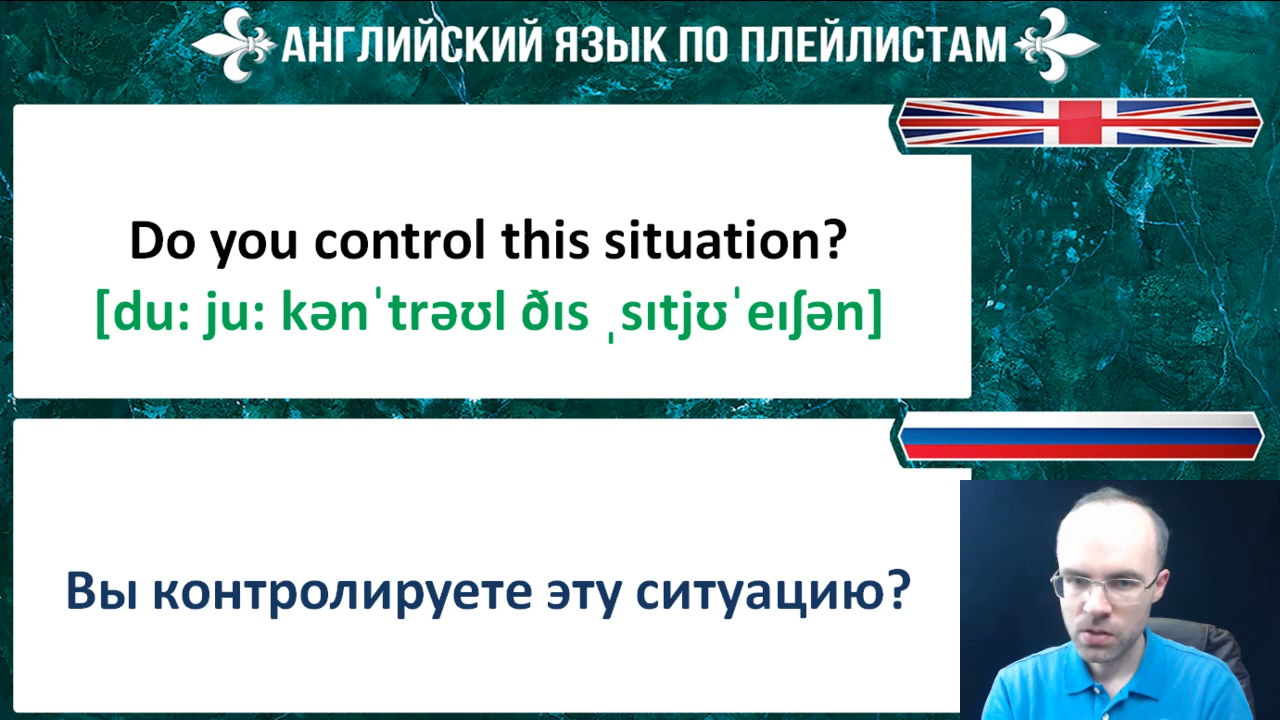 АНГЛИЙСКИЙ ЯЗЫК ПО ПЛЕЙЛИСТАМ
Do you control this situation?
[du: ju: kənˈtrəʊl ðɪs ˌsɪtjʊˈeɪʃən]
Вы контролируете эту ситуацию?